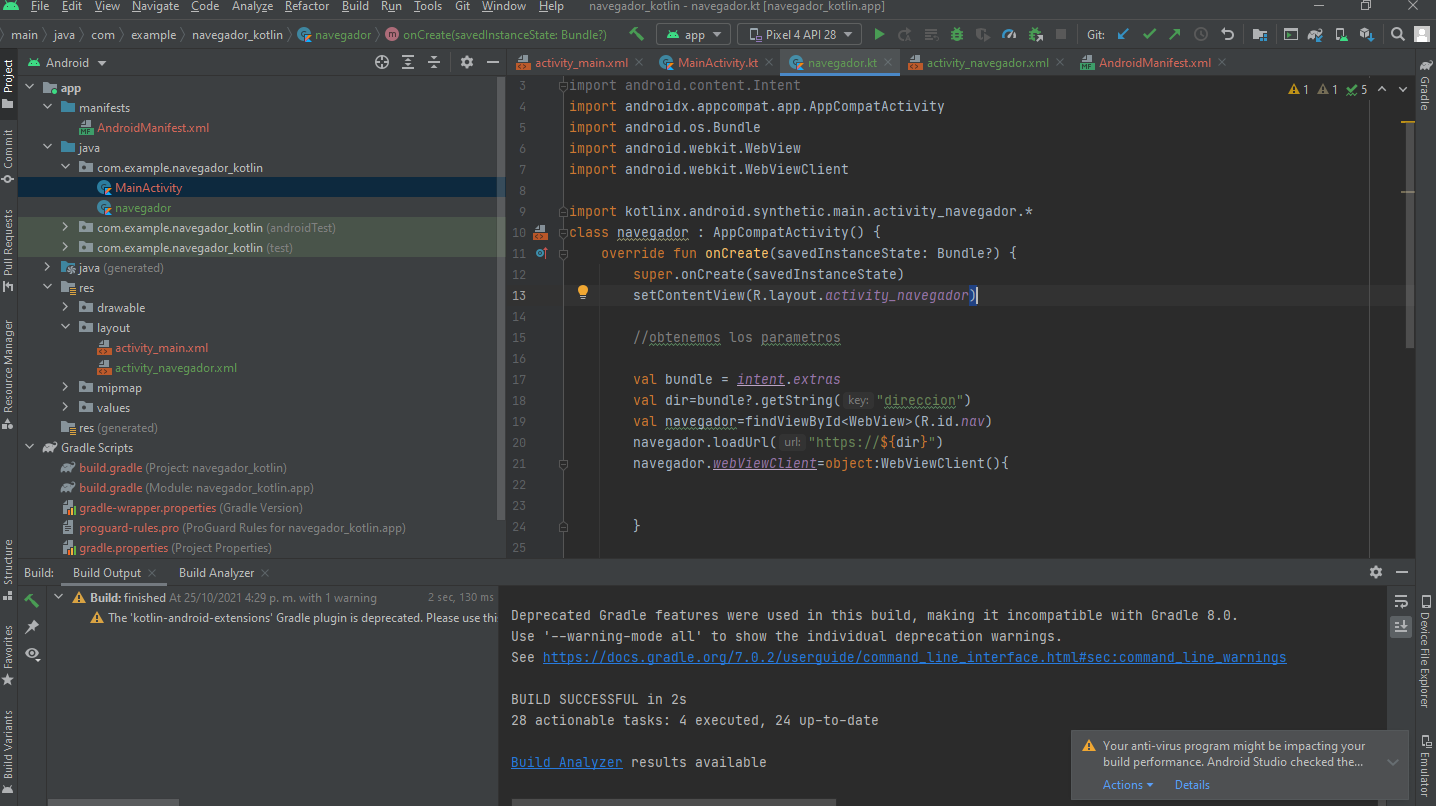 File Edit View Navigate Code Analyze Refactor Build Run Tools Git Window Help navegador_kotlin - navegador.kt [navegador_kotlin.app]
main java com example navegador_kotlin navegador m onCreate(savedInstanceState: Bundle?) app Pixel 4 API 28 Git:
Android
activity_main.xml MainActivity.kt navegador.kt activity_navegador.xml AndroidManifest.xml
Project
Commit
Pull Requests
Resource Manager
Structure
Favorites
Build Variants
app
manifests
AndroidManifest.xml
java
com.example.navegador_kotlin
MainActivity
navegador
com.example.navegador_kotlin (androidTest)
com.example.navegador_kotlin (test)
java (generated)
res
drawable
layout
activity_main.xml
activity_navegador.xml
mipmap
values
res (generated)
Gradle Scripts
build.gradle (Project: navegador_kotlin)
build.gradle (Module: navegador_kotlin.app)
gradle-wrapper.properties (Gradle Version)
proguard-rules.pro (ProGuard Rules for navegador_kotlin.app)
gradle.properties (Project Properties)
1 1 5
3 import android.content.Intent
4 import androidx.appcompat.app.AppCompatActivity
5 import android.os.Bundle
6 import android.webkit.WebView
7 import android.webkit.WebViewClient
8
9 import kotlinx.android.synthetic.main.activity_navegador.*
10 class navegador : AppCompatActivity() {
11 override fun onCreate(savedInstanceState: Bundle?) {
12 super.onCreate(savedInstanceState)
13 setContentView(R.layout.activity_navegador)
14
15 //obtenemos los parametros
16
17 val bundle = intent.extras
18 val dir=bundle?.getString( key: "direccion")
19 val navegador=findViewById<WebView>(R.id.nav)
20 navegador.loadUrl( url: "https://${dir}")
21 navegador.webViewClient=object:WebViewClient(){
22
23
24 }
25
Gradle
Device File Explorer
Emulator
Build: Build Output Build Analyzer
Build: finished At 25/10/2021 4:29 p. m. with 1 warning 2 sec, 130 ms
The 'kotlin-android-extensions' Gradle plugin is deprecated. Please use this
Deprecated Gradle features were used in this build, making it incompatible with Gradle 8.0.
Use '--warning-mode all' to show the individual deprecation warnings.
See https://docs.gradle.org/7.0.2/userguide/command_line_interface.html#sec:command_line_warnings
BUILD SUCCESSFUL in 2s
28 actionable tasks: 4 executed, 24 up-to-date
Build Analyzer results available
Your anti-virus program might be impacting your
build performance. Android Studio checked the...
Actions Details